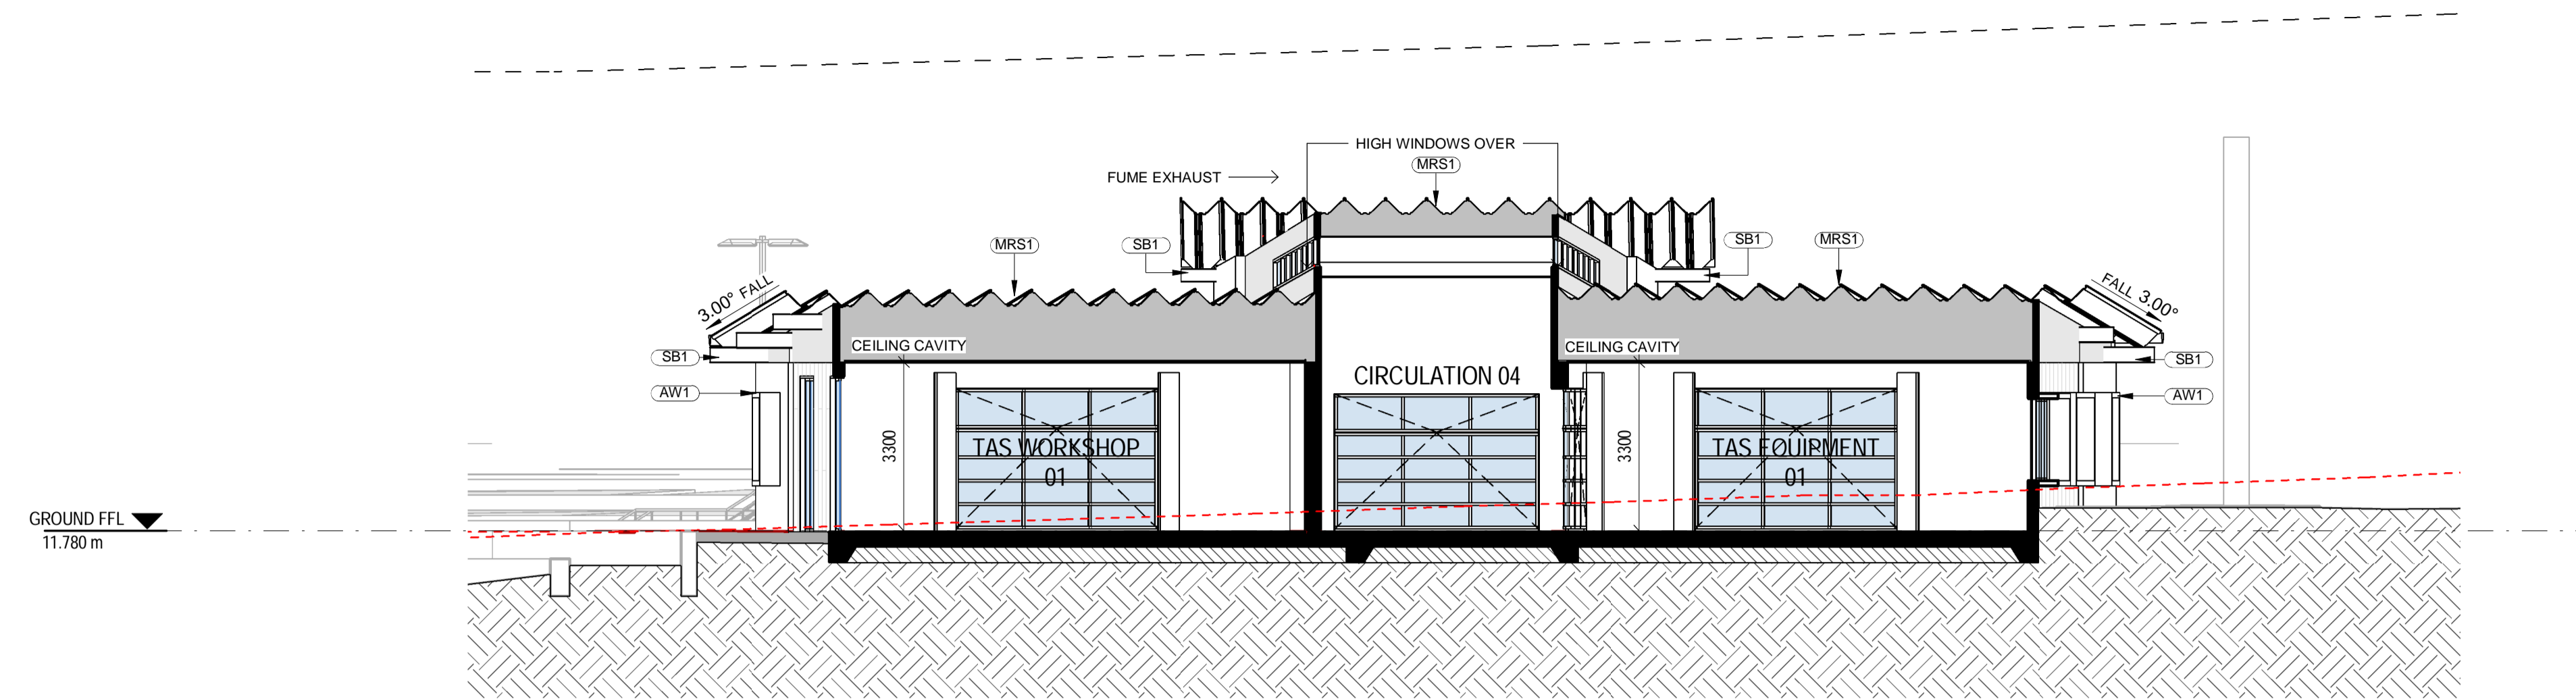 HIGH WINDOWS OVER
MRS1
FUME EXHAUST
MRS1
SB1
SB1
MRS1
3.00° FALL
FALL 3.00°
CEILING CAVITY
CEILING CAVITY
SB1
SB1
AW1
AW1
CIRCULATION 04
3300
3300
TAS WORKSHOP
01
TAS EQUIPMENT
01
GROUND FFL
11.780 m